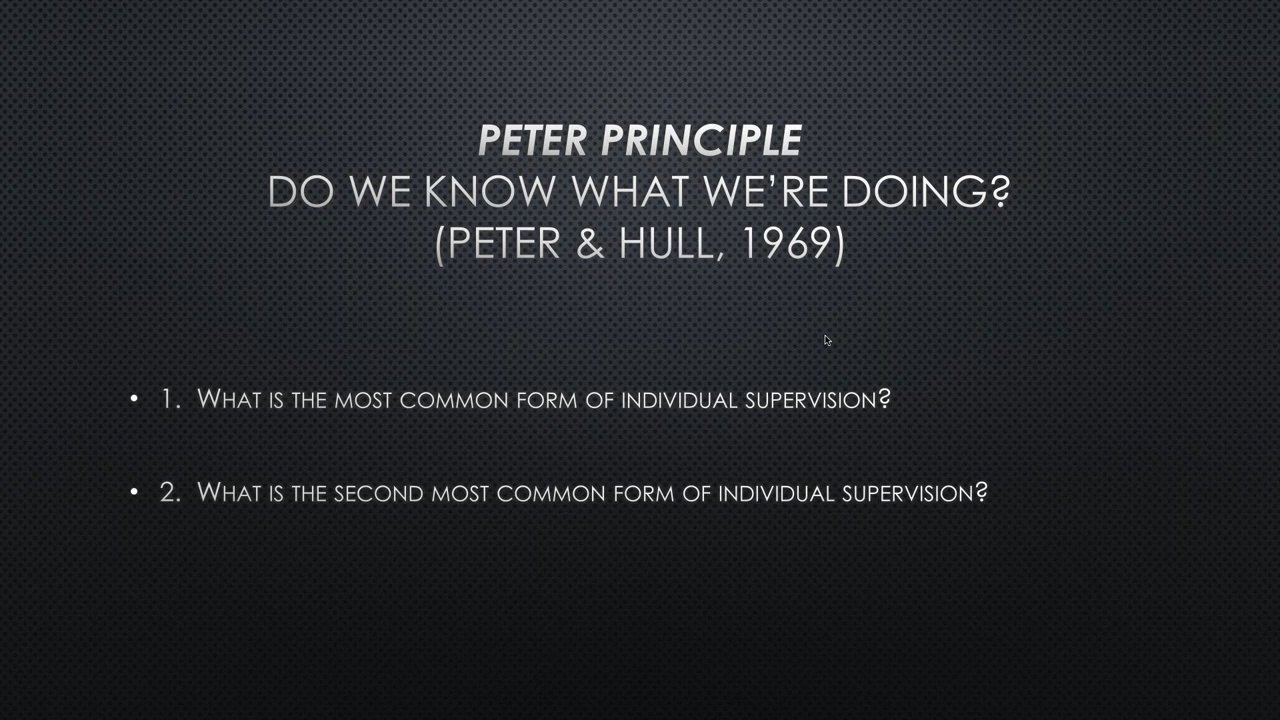 PETER PRINCIPLE
DO WE KNOW WHAT WE’RE DOING?
(PETER & HULL, 1969)
• 1. WHAT IS THE MOST COMMON FORM OF INDIVIDUAL SUPERVISION?
• 2. WHAT IS THE SECOND MOST COMMON FORM OF INDIVIDUAL SUPERVISION?